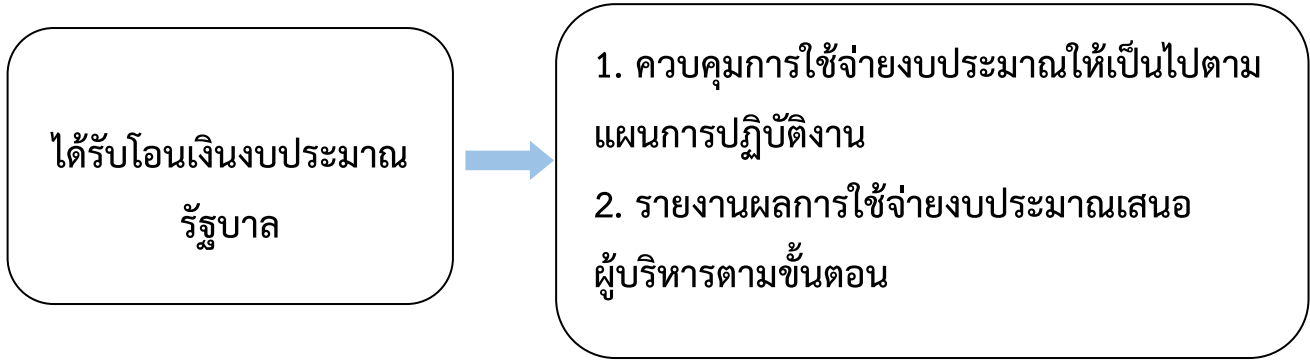 ได้รับโอนเงินงบประมาณ
รัฐบาล
1. ควบคุมการใช้จ่ายงบประมาณให้เป็นไปตาม
แผนการปฏิบัติงาน
2. รายงานผลการใช้จ่ายงบประมาณเสนอ
ผู้บริหารตามขั้นตอน